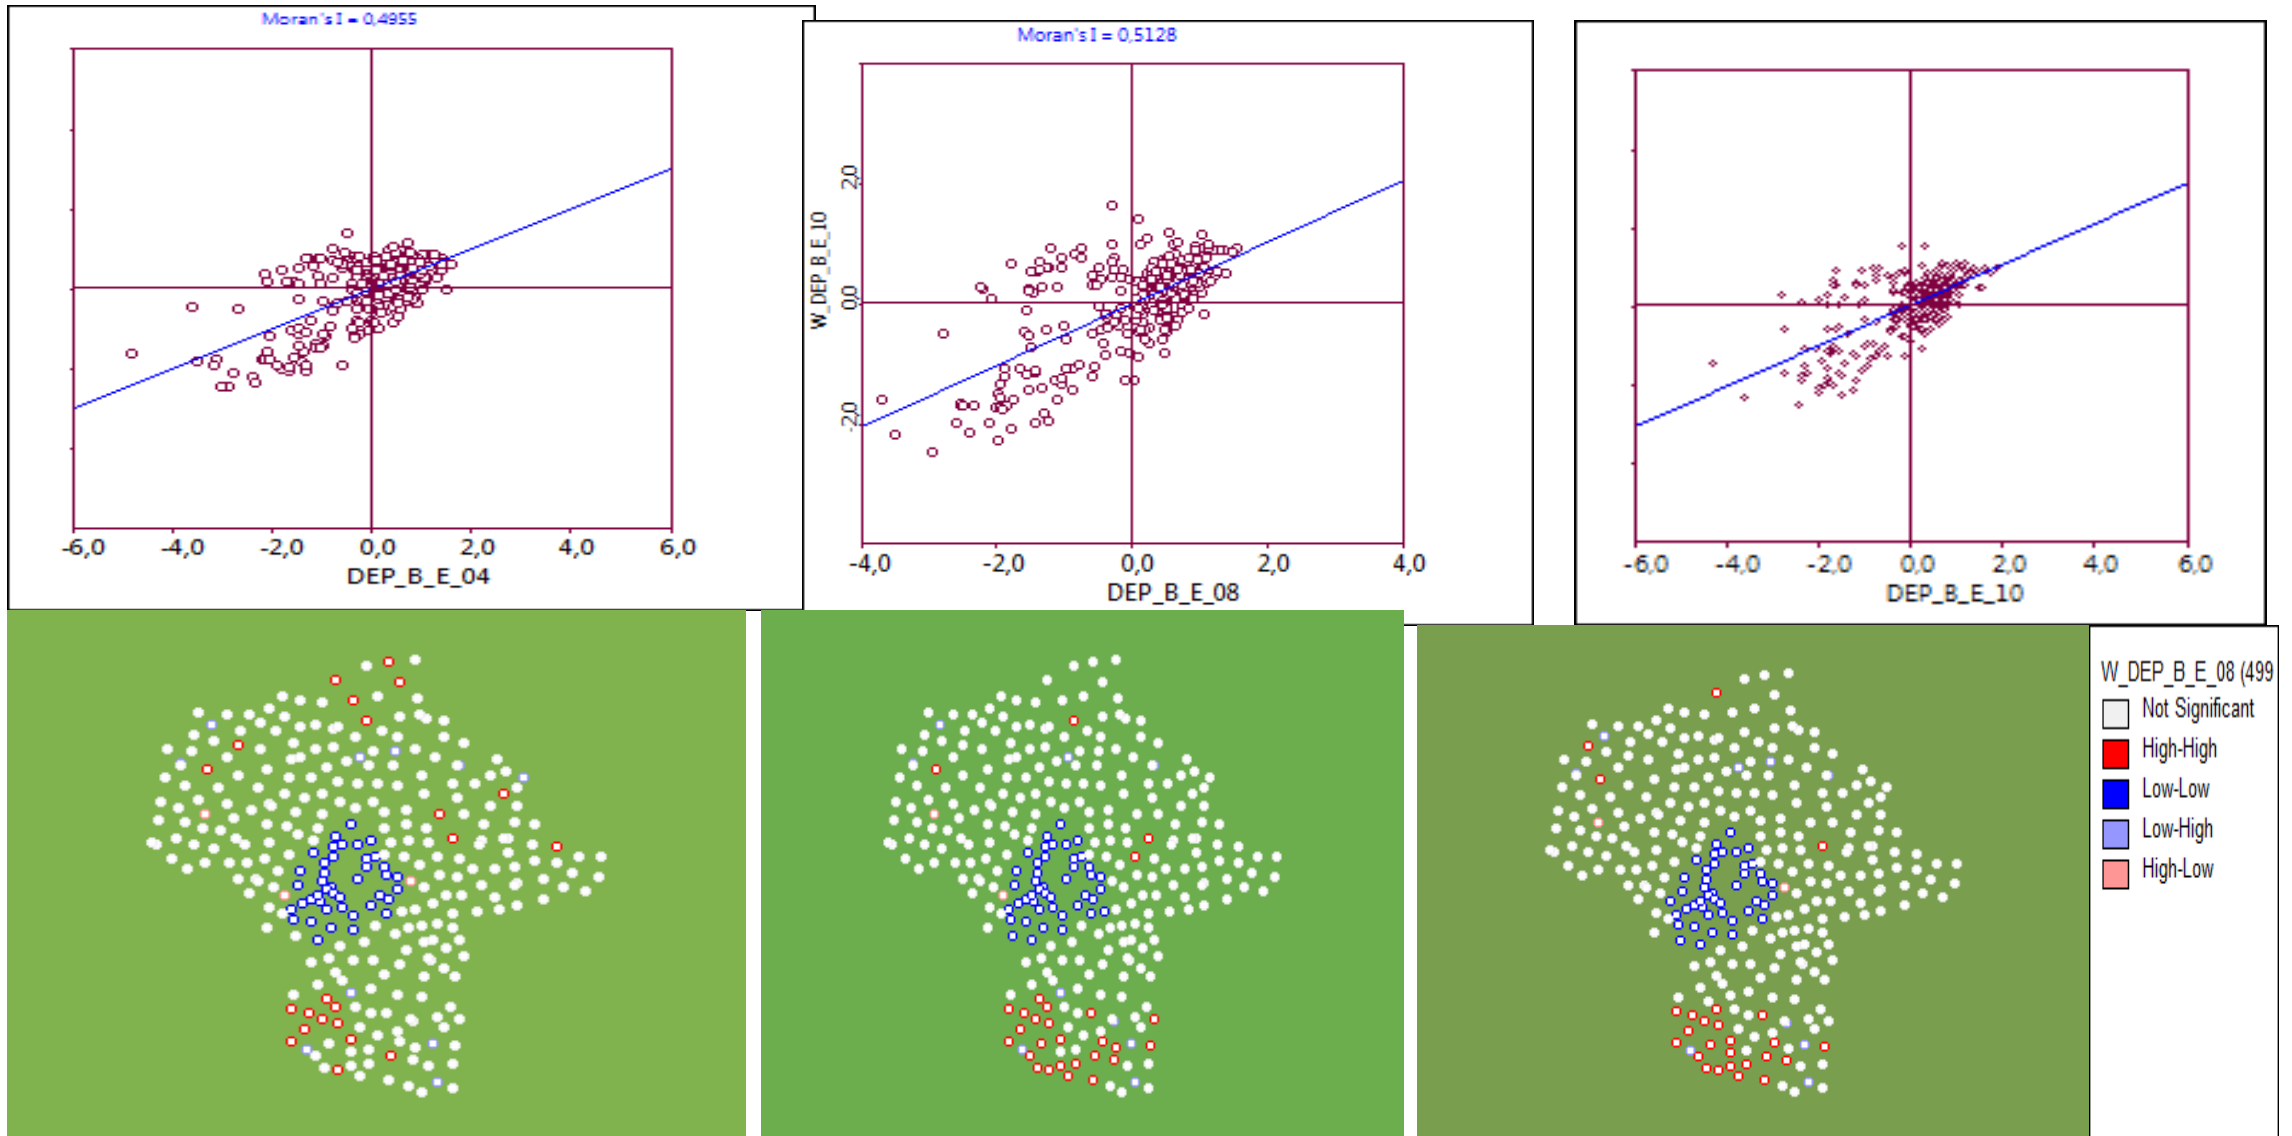 Moran's I = 0,4955
-6,0 -4,0 -2,0 0,0 2,0 4,0 6,0
DEP_B_E_04
Moran's I = 0,5128
W_DEP_B_E_10
2,0
0,0
-2,0
-4,0 -2,0 0,0 2,0 4,0
DEP_B_E_08
-6,0 -4,0 -2,0 0,0 2,0 4,0 6,0
DEP_B_E_10
W_DEP_B_E_08 (499
Not Significant
High-High
Low-Low
Low-High
High-Low